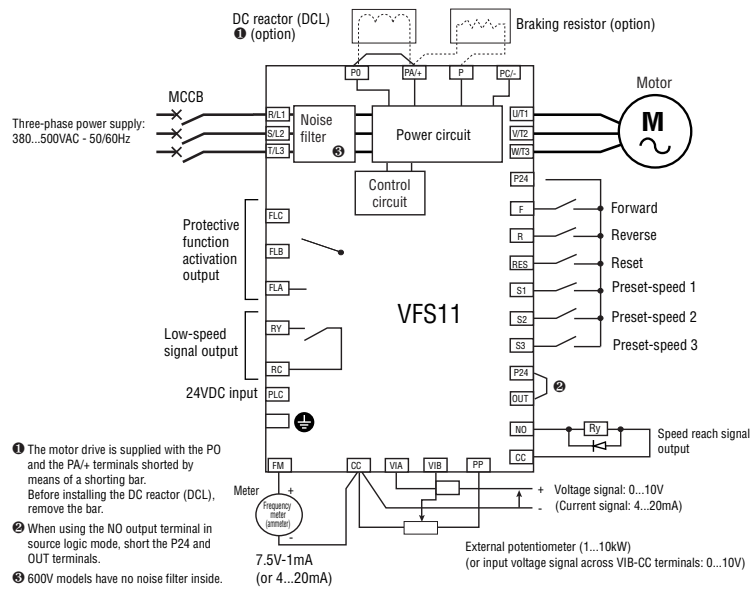 DC reactor (DCL)
❶ (option)
Braking resistor (option)
P0
PA/+
P
PC/-
Motor
MCCB
Three-phase power supply:
380...500VAC - 50/60Hz
R/L1
S/L2
T/L3
Noise
filter
❸
Power circuit
U/T1
V/T2
W/T3
M
Control
circuit
P24
F
Forward
R
Reverse
RES
Reset
S1
Preset-speed 1
S2
Preset-speed 2
S3
Preset-speed 3
Protective
function
activation
output
FLC
FLB
FLA
VFS11
Low-speed
signal output
RY
RC
24VDC input
PLC
P24
OUT
❷
NO
CC
Ry
Speed reach signal
output
FM
CC
VIA
VIB
PP
Meter
+
Frequency
meter
(ammeter)
-
7.5V-1mA
(or 4...20mA)
+ Voltage signal: 0...10V
- (Current signal: 4...20mA)
External potentiometer (1...10kW)
(or input voltage signal across VIB-CC terminals: 0...10V)
❶ The motor drive is supplied with the PO
and the PA/+ terminals shorted by
means of a shorting bar.
Before installing the DC reactor (DCL),
remove the bar.
❷ When using the NO output terminal in
source logic mode, short the P24 and
OUT terminals.
❸ 600V models have no noise filter inside.